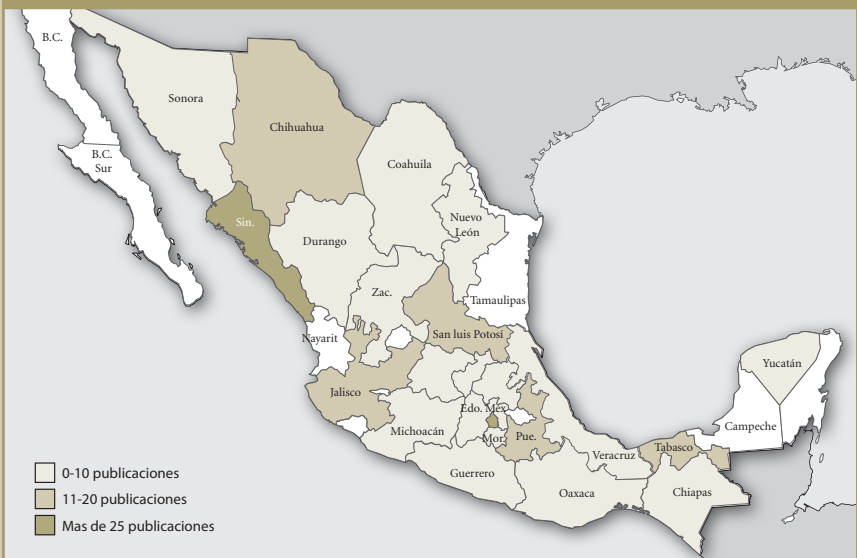 B.C.
Sonora
Chihuahua
B.C.
Sur
Coahuila
Sin.
Nuevo
León
Durango
Zac.
Tamaulipas
Nayarit
San luis Potosí
Yucatán
Jalisco
Edo. Mex
Campeche
Michoacán
Mor.
Pue.
Tabasco
Veracruz
Guerrero
Oaxaca
Chiapas
0-10 publicaciones
11-20 publicaciones
Mas de 25 publicaciones